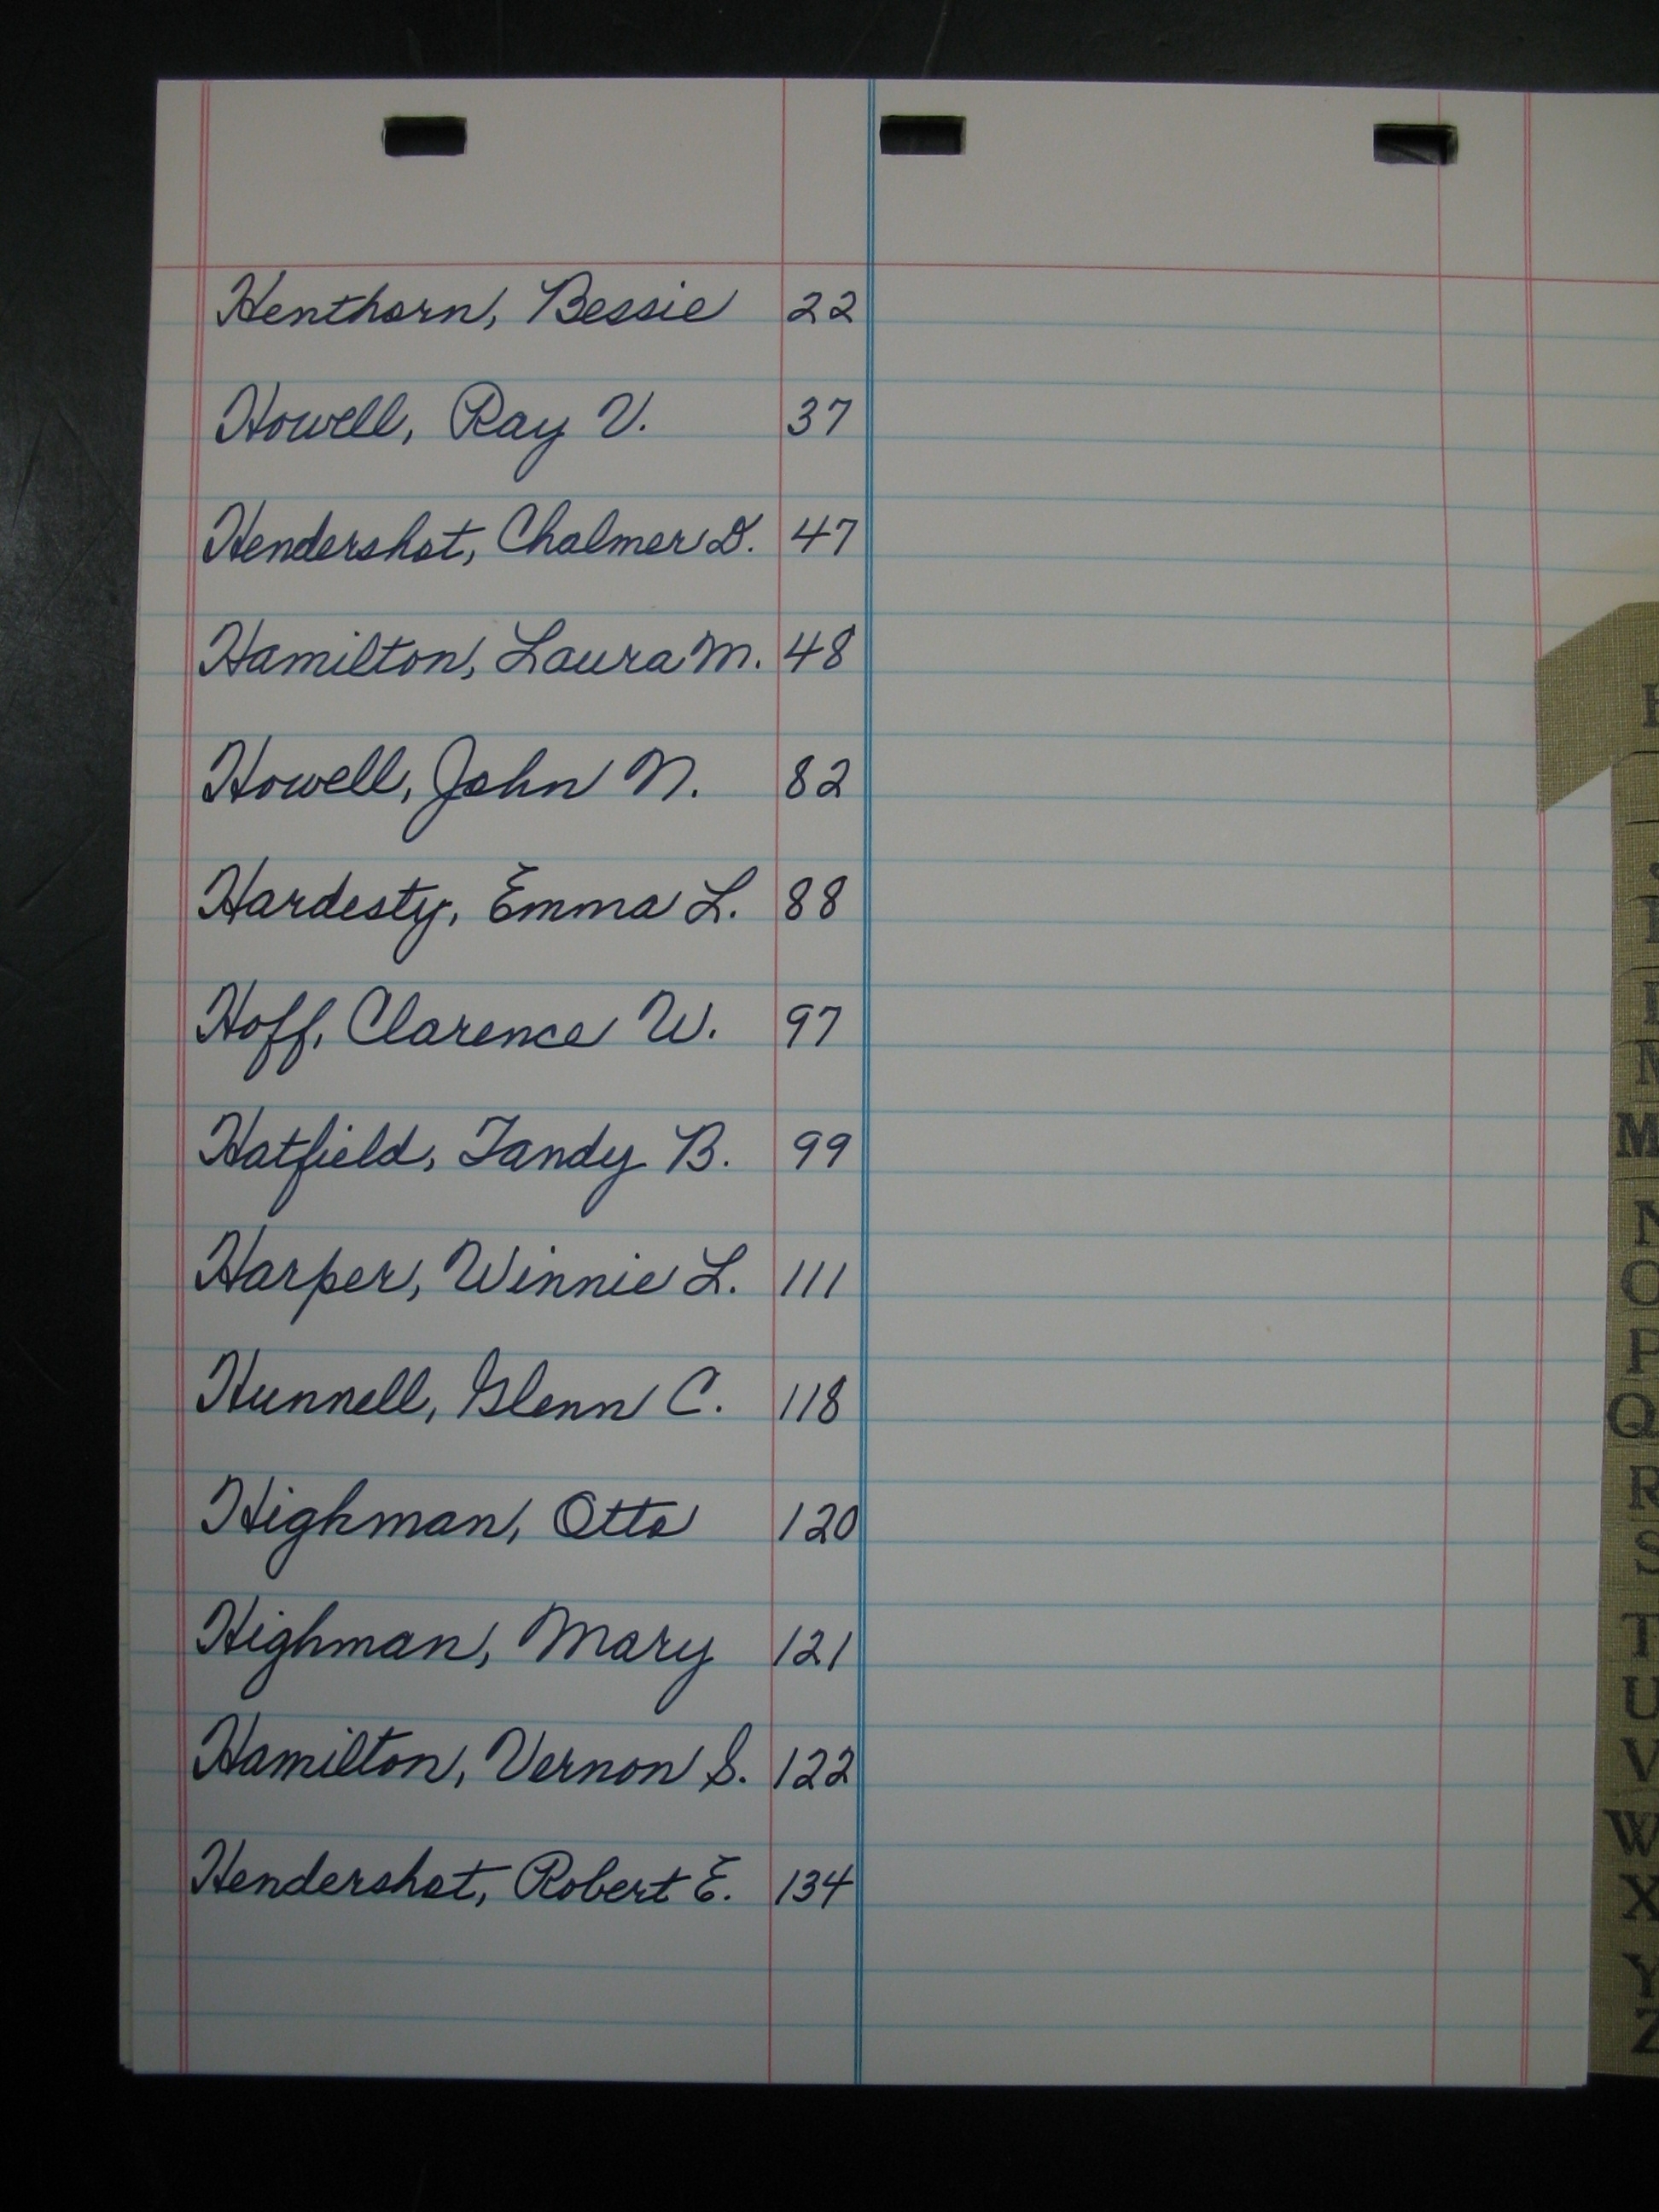 Henthorn, Bessie 22
Howell, Ray V. 37
Hendershot, Chalmer D. 47
Hamilton, Laura M. 48
Howell, John N. 82
Hardesty, Emma L. 88
Hoff, Clarence W. 97
Hatfield, Tandy B. 99
Harper, Winnie L. 111
Hunnell, Glenn C. 118
Highman, Otto 120
Highman, Mary 121
Hamilton, Vernon S. 122
Hendershot, Robert E. 134
M
N
O
P
Q
R
S
T
U
V
W
X
Y
Z